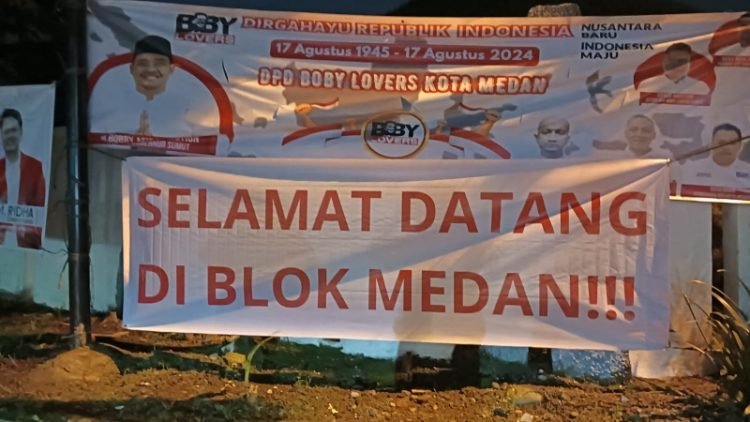 BOBY
LOVERS
DIRGAHAYU REPUBLIK INDONESIA
17 Agustus 1945 - 17 Agustus 2024
DPD BOBY LOVERS KOTA MEDAN
NUSANTARA
BARU
INDONESIA
MAJU
BOBY
LOVERS
M. RIDHA
SELAMAT DATANG
DI BLOK MEDAN!!!